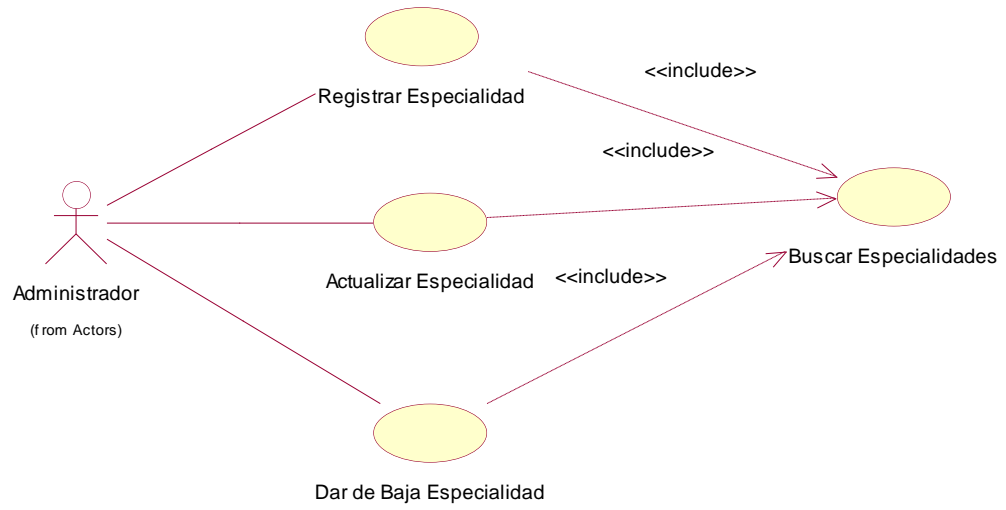 <<include>>
Registrar Especialidad
<<include>>
Buscar Especialidades
Actualizar Especialidad
<<include>>
Administrador
(from Actors)
Dar de Baja Especialidad